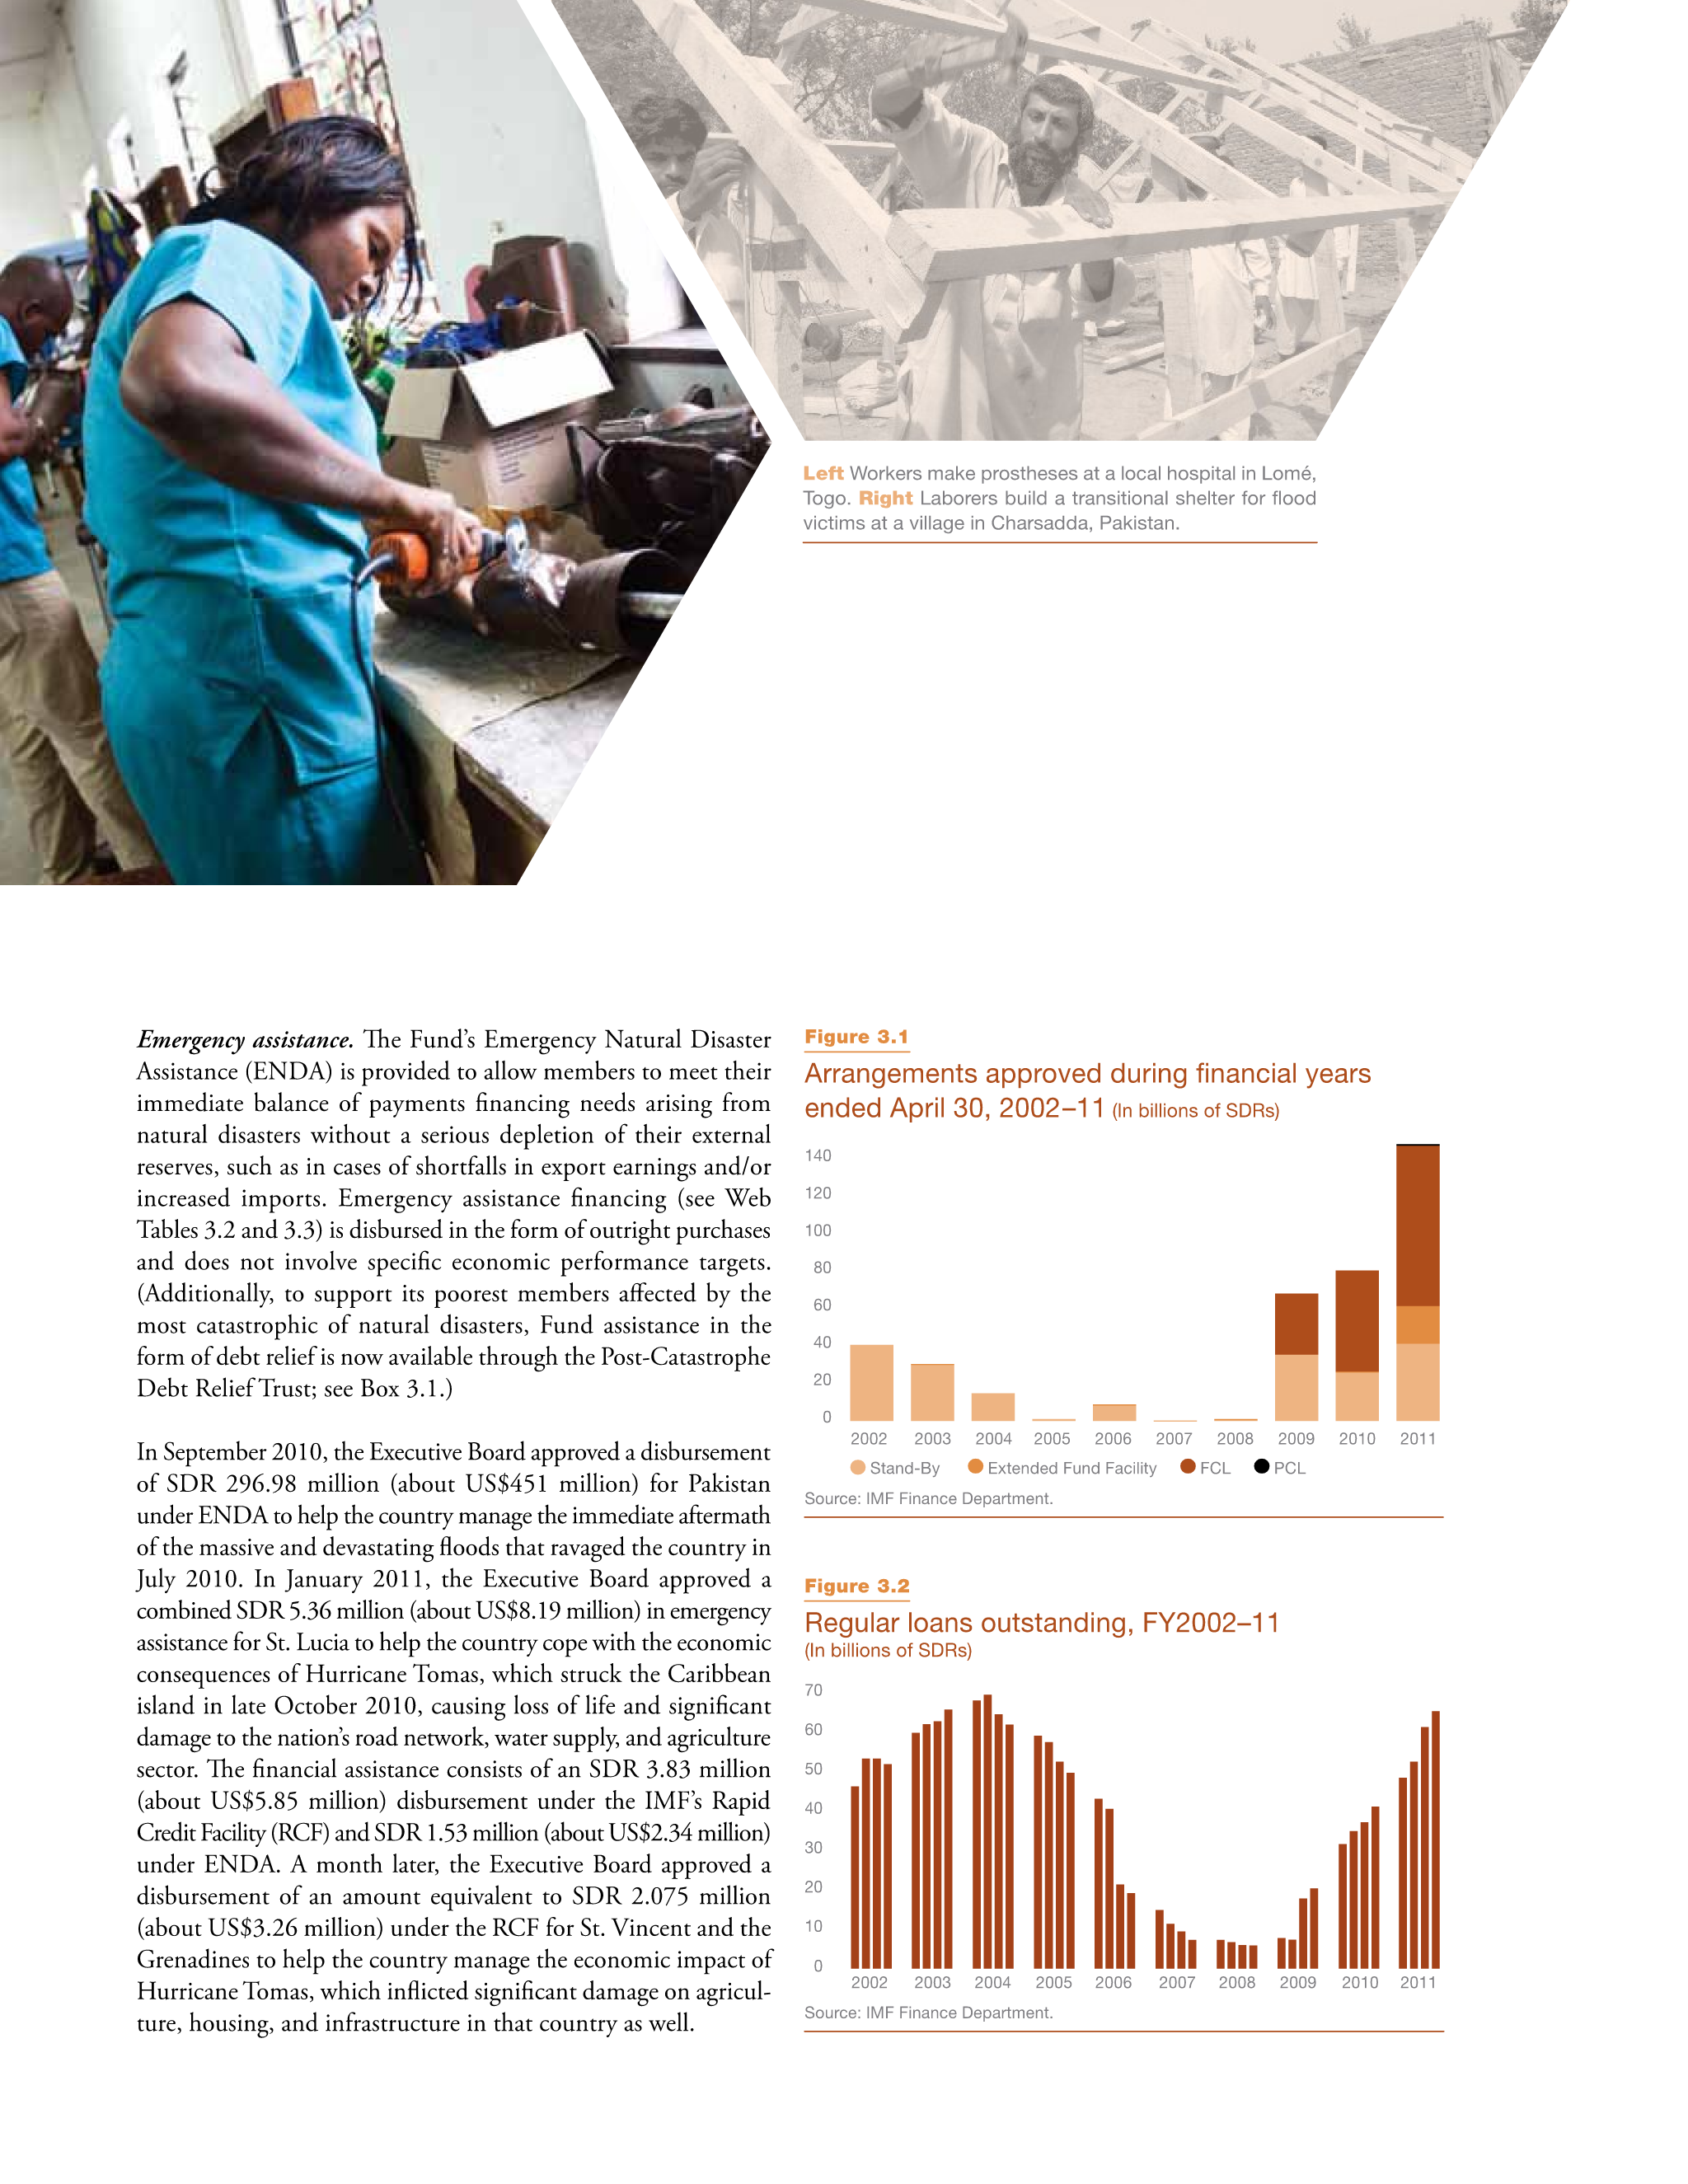 Left Workers make prostheses at a local hospital in Lomé,
Togo. Right Laborers build a transitional shelter for flood
victims at a village in Charsadda, Pakistan.
Emergency assistance. The Fund’s Emergency Natural Disaster
Assistance (ENDA) is provided to allow members to meet their
immediate balance of payments financing needs arising from
natural disasters without a serious depletion of their external
reserves, such as in cases of shortfalls in export earnings and/or
increased imports. Emergency assistance financing (see Web
Tables 3.2 and 3.3) is disbursed in the form of outright purchases
and does not involve specific economic performance targets.
(Additionally, to support its poorest members affected by the
most catastrophic of natural disasters, Fund assistance in the
form of debt relief is now available through the Post-Catastrophe
Debt Relief Trust; see Box 3.1.)
In September 2010, the Executive Board approved a disbursement
of SDR 296.98 million (about US$451 million) for Pakistan
under ENDA to help the country manage the immediate aftermath
of the massive and devastating floods that ravaged the country in
July 2010. In January 2011, the Executive Board approved a
combined SDR 5.36 million (about US$8.19 million) in emergency
assistance for St. Lucia to help the country cope with the economic
consequences of Hurricane Tomas, which struck the Caribbean
island in late October 2010, causing loss of life and significant
damage to the nation’s road network, water supply, and agriculture
sector. The financial assistance consists of an SDR 3.83 million
(about US$5.85 million) disbursement under the IMF’s Rapid
Credit Facility (RCF) and SDR 1.53 million (about US$2.34 million)
under ENDA. A month later, the Executive Board approved a
disbursement of an amount equivalent to SDR 2.075 million
(about US$3.26 million) under the RCF for St. Vincent and the
Grenadines to help the country manage the economic impact of
Hurricane Tomas, which inflicted significant damage on agricul-
ture, housing, and infrastructure in that country as well.
Figure 3.1
Arrangements approved during financial years
ended April 30, 2002–11 (In billions of SDRs)
140
120
100
80
60
40
20
0
2002 2003 2004 2005 2006 2007 2008 2009 2010 2011
Stand-By Extended Fund Facility FCL PCL
Source: IMF Finance Department.
Figure 3.2
Regular loans outstanding, FY2002–11
(In billions of SDRs)
70
60
50
40
30
20
10
0
2002 2003 2004 2005 2006 2007 2008 2009 2010 2011
Source: IMF Finance Department.